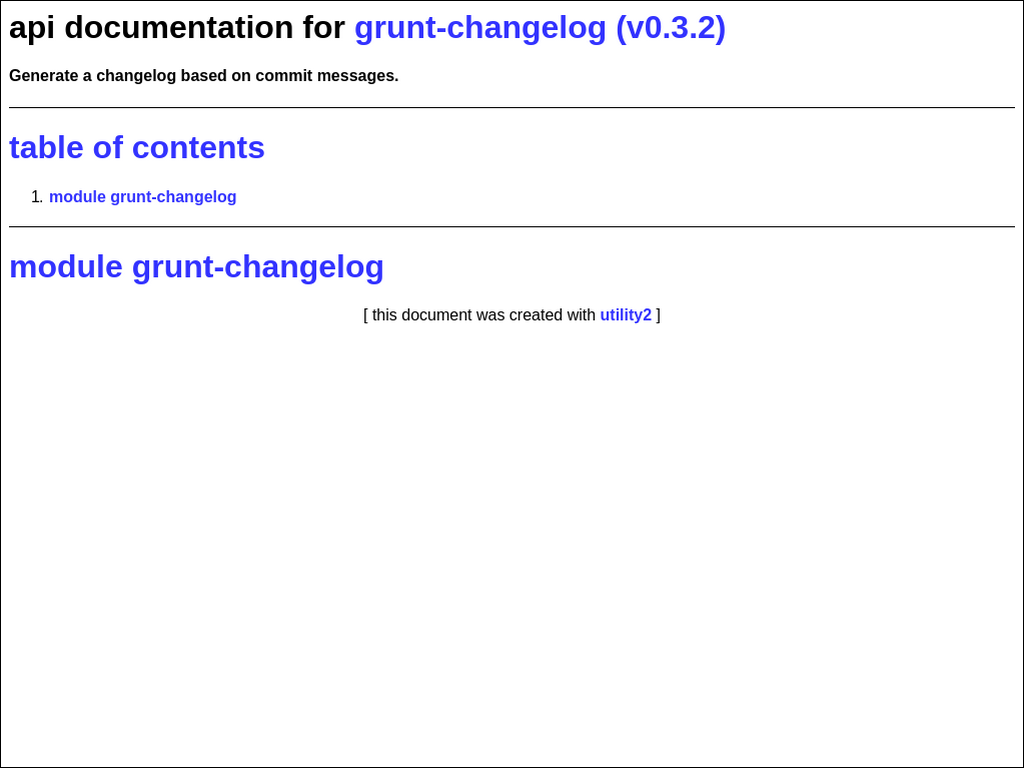 api documentation for grunt-changelog (v0.3.2)
Generate a changelog based on commit messages.
table of contents
1. module grunt-changelog
module grunt-changelog
[ this document was created with utility2 ]